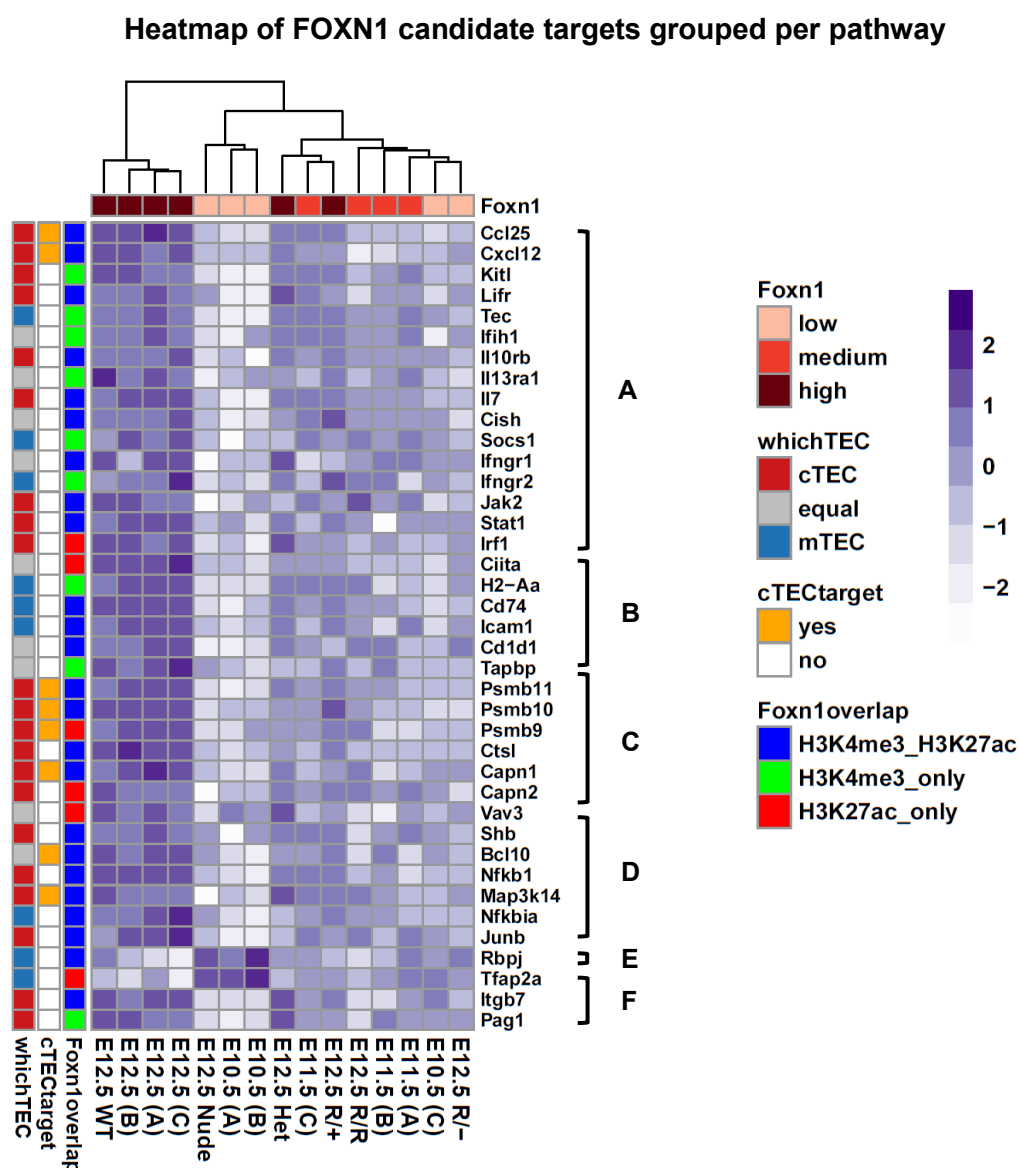 Heatmap of FOXN1 candidate targets grouped per pathway
Foxn1
Ccl25
Cxcl12
Kitl
Lifr
Tec
Ifih1
Il10rb
Il13ra1
Il7
Cish
Socs1
Ifngr1
Ifngr2
Jak2
Stat1
Irf1
Ciita
H2−Aa
Cd74
Icam1
Cd1d1
Tapbp
Psmb11
Psmb10
Psmb9
Ctsl
Capn1
Capn2
Vav3
Shb
Bcl10
Nfkb1
Map3k14
Nfkbia
Junb
Rbpj
Tfap2a
Itgb7
Pag1
A
B
C
D
E
F
Foxn1
low
medium
high
whichTEC
cTEC
equal
mTEC
cTECtarget
yes
no
Foxn1overlap
H3K4me3_H3K27ac
H3K4me3_only
H3K27ac_only
2
1
0
−1
−2
whichTEC
cTECtarget
Foxn1overlap
E12.5 WT
E12.5 (B)
E12.5 (A)
E12.5 (C)
E12.5 Nude
E10.5 (A)
E10.5 (B)
E12.5 Het
E11.5 (C)
E12.5 R/+
E12.5 R/R
E11.5 (B)
E11.5 (A)
E10.5 (C)
E12.5 R/−